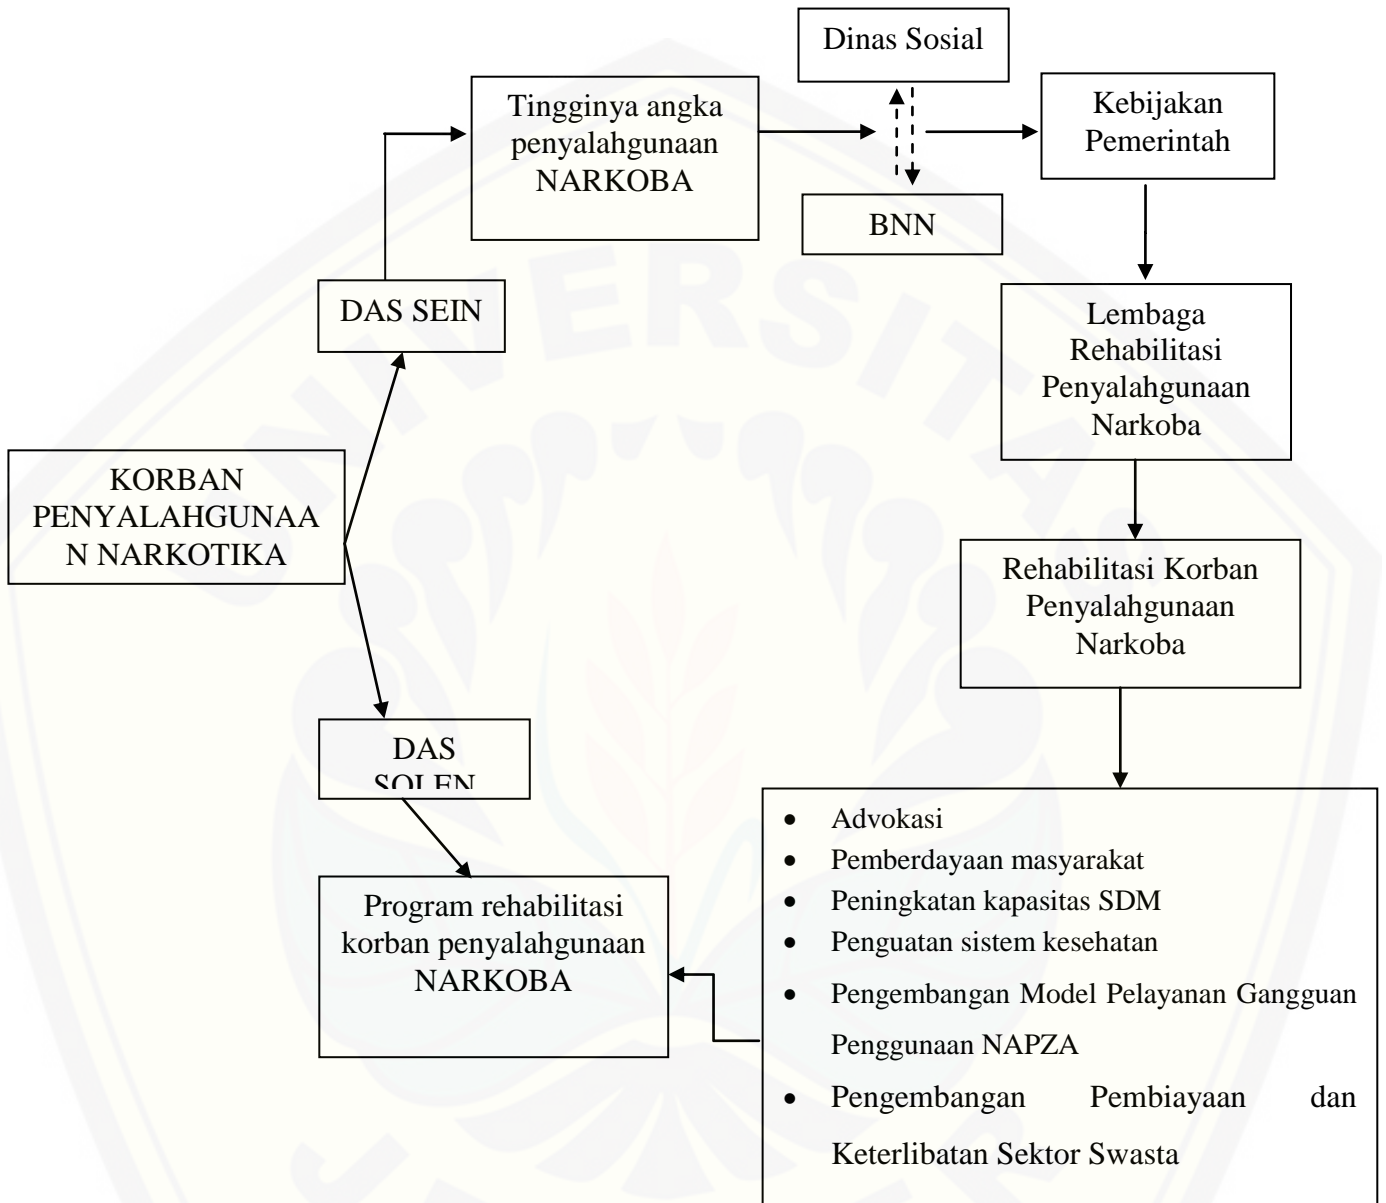 Dinas Sosial
Tingginya angka
penyalahgunaan
NARKOBA
Kebijakan
Pemerintah
BNN
DAS SEIN
Lembaga
Rehabilitasi
Penyalahgunaan
Narkoba
KORBAN
PENYALAHGUNAA
N NARKOTIKA
Rehabilitasi Korban
Penyalahgunaan
Narkoba
DAS
SOLEN
Program rehabilitasi
korban penyalahgunaan
NARKOBA
• Advokasi
• Pemberdayaan masyarakat
• Peningkatan kapasitas SDM
• Penguatan sistem kesehatan
• Pengembangan Model Pelayanan Gangguan
Penggunaan NAPZA
• Pengembangan Pembiayaan dan
Keterlibatan Sektor Swasta
UNIVERSITAS